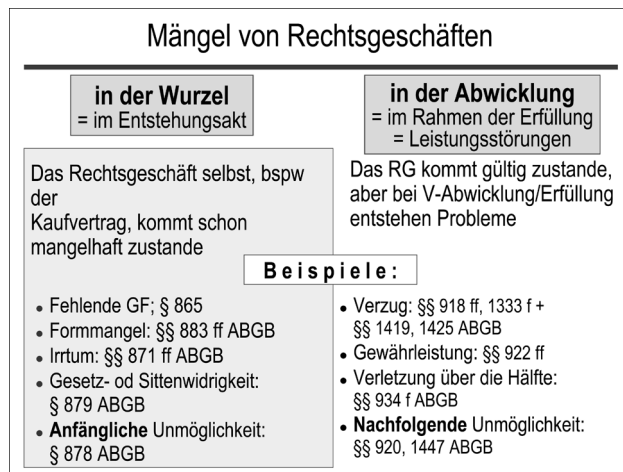 Mängel von Rechtsgeschäften
in der Wurzel
= im Entstehungsakt
Das Rechtsgeschäft selbst, bspw
der
Kaufvertrag, kommt schon
mangelhaft zustande
in der Abwicklung
= im Rahmen der Erfüllung
= Leistungsstörungen
Das RG kommt gültig zustande,
aber bei V-Abwicklung/Erfüllung
entstehen Probleme
Beispiele:
• Fehlende GF; § 865
• Formmangel: §§ 883 ff ABGB
• Irrtum: §§ 871 ff ABGB
• Gesetz- od Sittenwidrigkeit:
§ 879 ABGB
• Anfängliche Unmöglichkeit:
§ 878 ABGB
• Verzug: §§ 918 ff, 1333 f +
§§ 1419, 1425 ABGB
• Gewährleistung: §§ 922 ff
• Verletzung über die Hälfte:
§§ 934 f ABGB
• Nachfolgende Unmöglichkeit:
§§ 920, 1447 ABGB